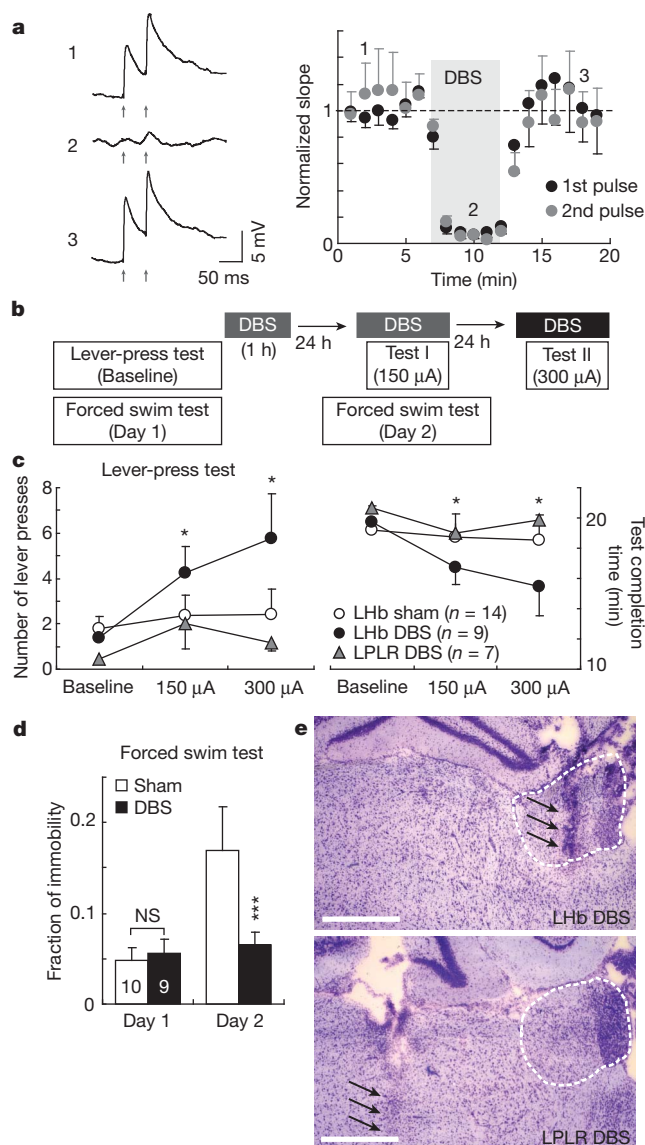 a
1
2
3
5 mV
50 ms
Normalized slope
1
0
1
DBS
3
2
1st pulse
2nd pulse
0 5 10 15 20
Time (min)
b
DBS
(1 h)
24 h
DBS
24 h
DBS
Lever-press test
(Baseline)
Test I
(150 μA)
Test II
(300 μA)
Forced swim test
(Day 1)
Forced swim test
(Day 2)
c
Lever-press test
Number of lever presses
8
6
4
2
0
*
*
Baseline 150 μA 300 μA
*
*
LHb sham (n = 14)
LHb DBS (n = 9)
LPLR DBS (n = 7)
Baseline 150 μA 300 μA
20
10
Test completion
time (min)
d
Forced swim test
Sham
DBS
Fraction of immobility
0.2
0.1
0
NS
10 9
***
Day 1 Day 2
e
LHb DBS
LPLR DBS